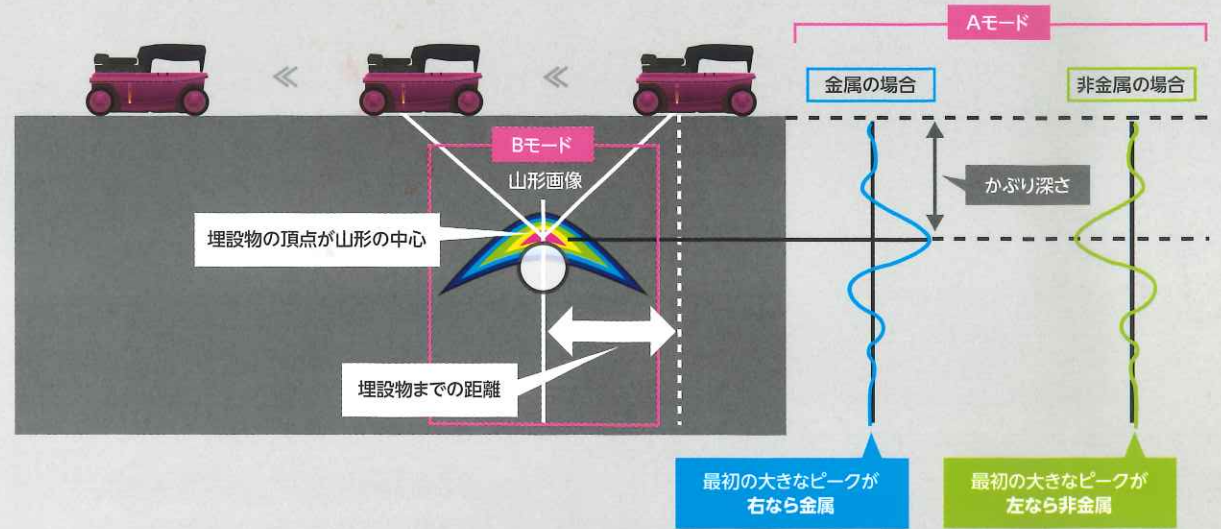 Aモード
金属の場合
非金属の場合
Bモード
山形画像
かぶり深さ
埋設物の頂点が山形の中心
埋設物までの距離
最初の大きなピークが
右なら金属
最初の大きなピークが
左なら非金属